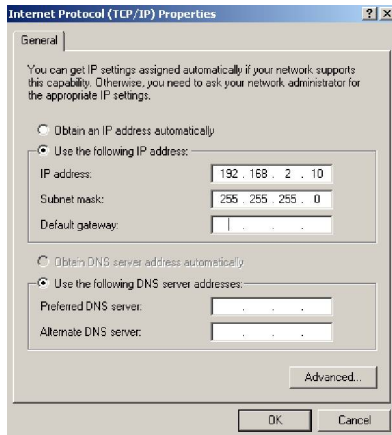 Internet Protocol (TCP/IP) Properties
General
You can get IP settings assigned automatically if your network supports
this capability. Otherwise, you need to ask your network administrator for
the appropriate IP settings.
Obtain an IP address automatically
Use the following IP address:
IP address: 192 . 168 . 2 . 10
Subnet mask: 255 . 255 . 255 . 0
Default gateway: . . .
Obtain DNS server address automatically
Use the following DNS server addresses:
Preferred DNS server: . . .
Alternate DNS server: . . .
Advanced...
OK Cancel